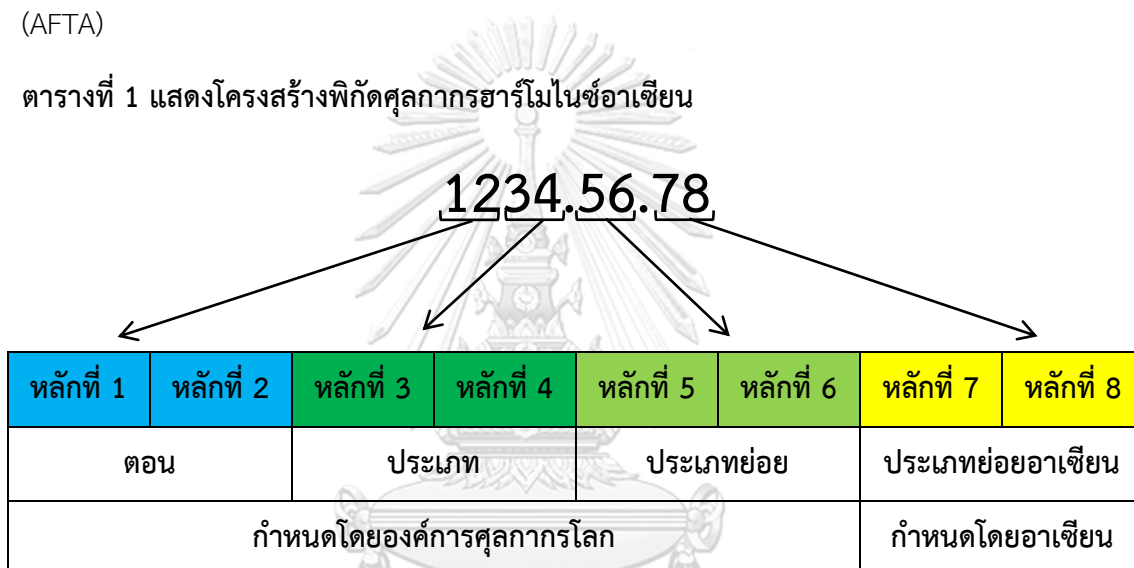 (AFTA)
ตารางที่ 1 แสดงโครงสร้างพิกัดศุลกากรฮาร์โมไนซ์อาเซียน
1234.56.78
หลักที่ 1 หลักที่ 2 หลักที่ 3 หลักที่ 4 หลักที่ 5 หลักที่ 6 หลักที่ 7 หลักที่ 8
ตอน ประเภท ประเภทย่อย ประเภทย่อยอาเซียน
กำหนดโดยองค์การศุลกากรโลก กำหนดโดยอาเซียน